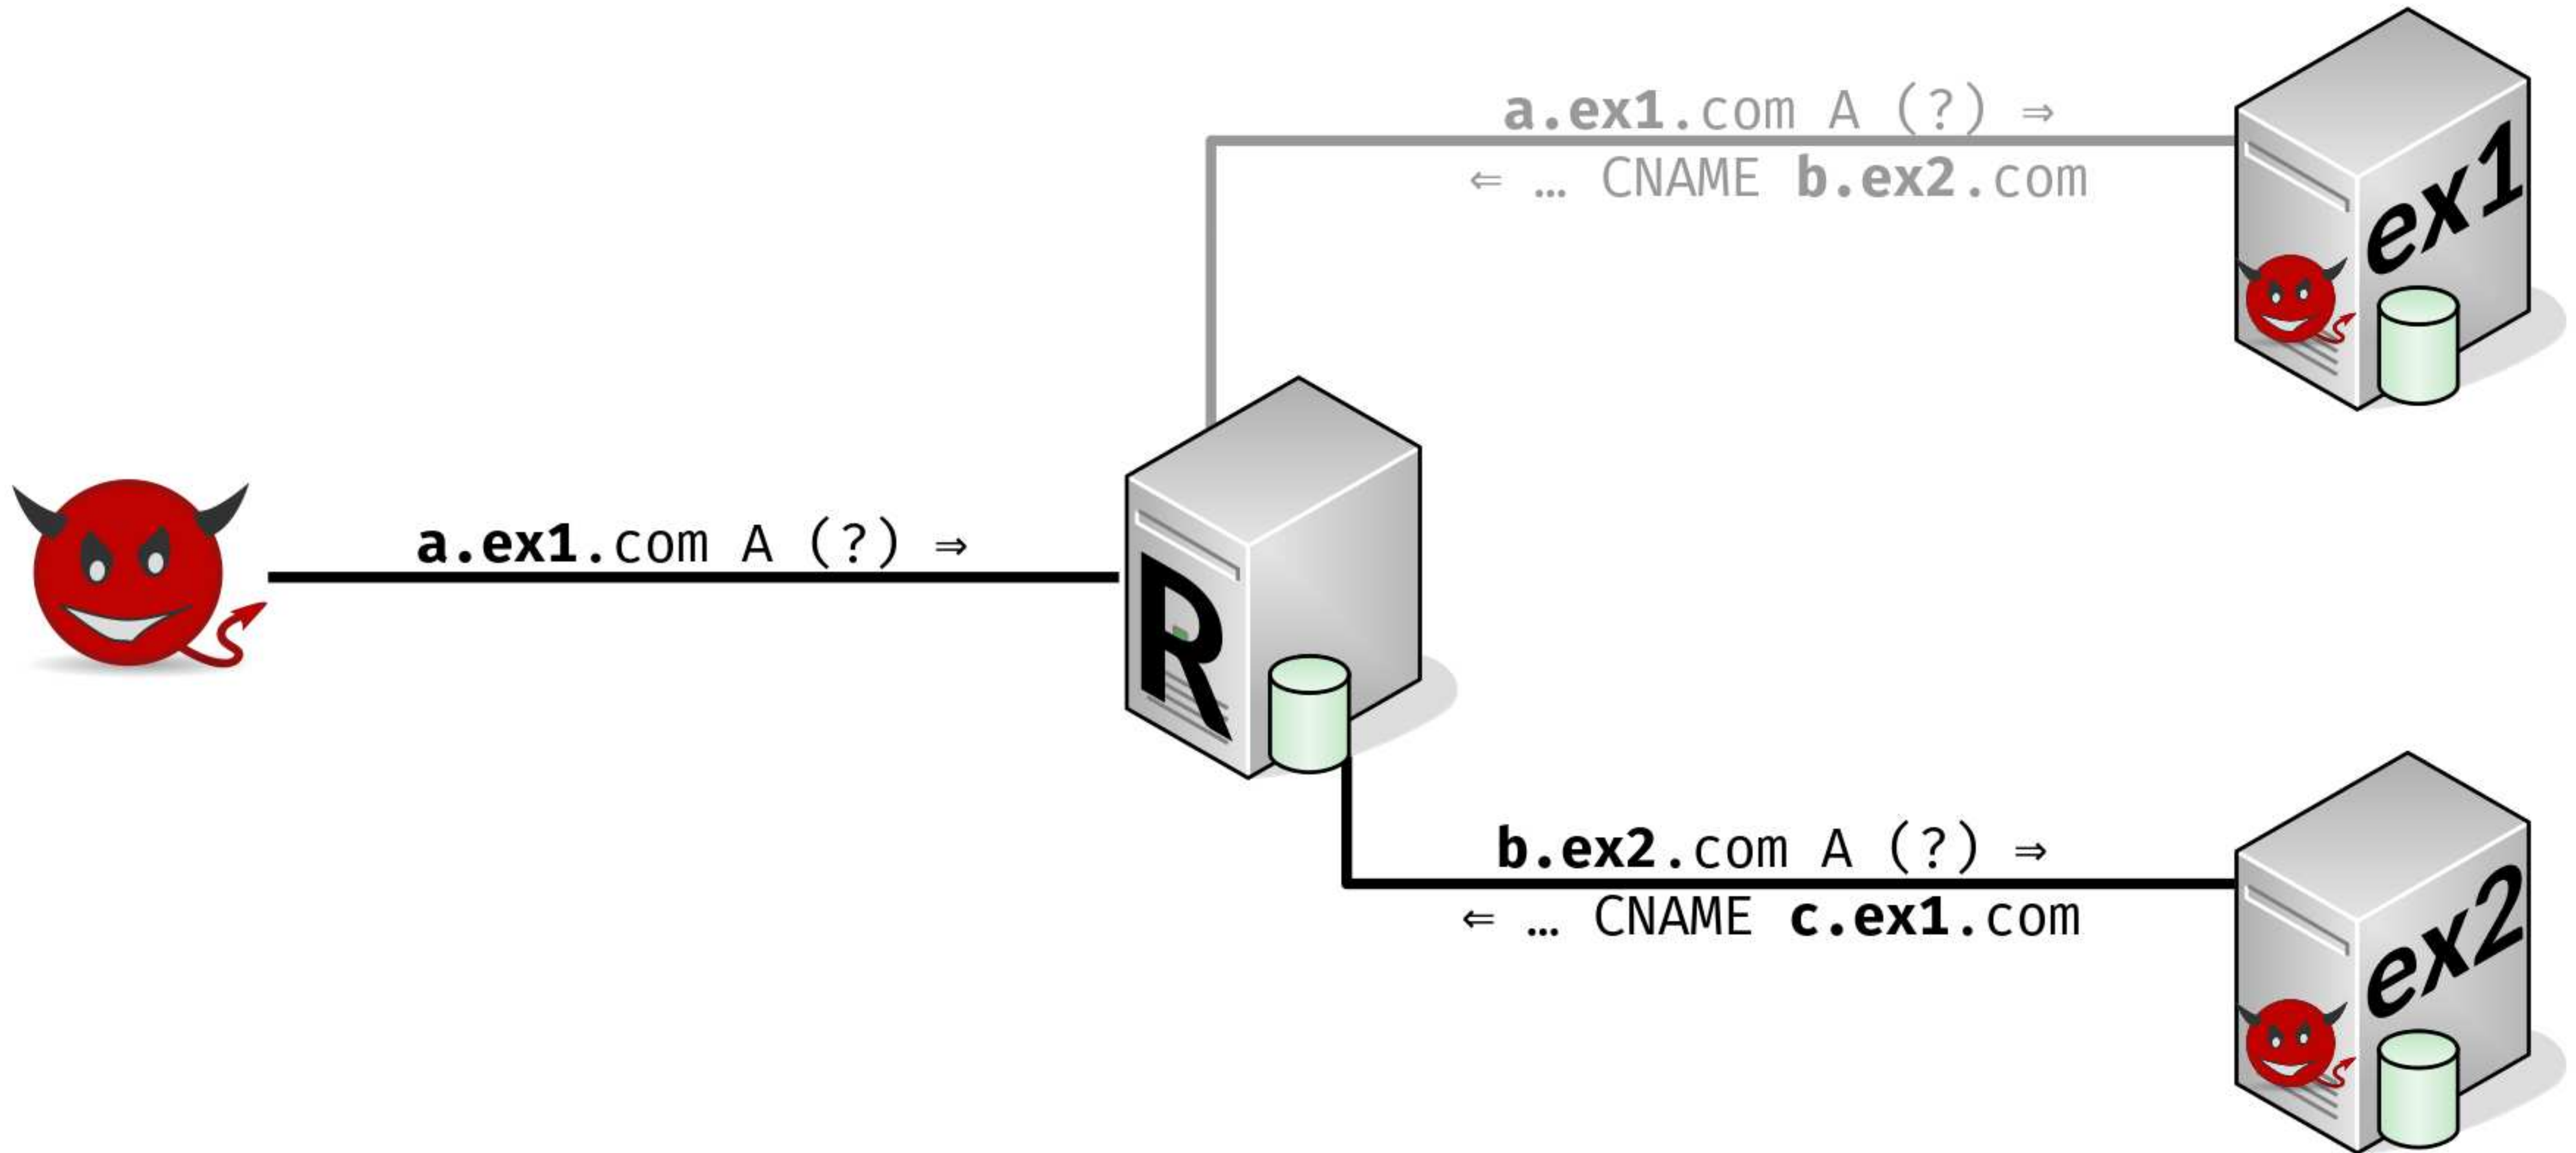 a.ex1.com A (?) ⇒
⇐ … CNAME b.ex2.com
ex1
a.ex1.com A (?) ⇒
R
b.ex2.com A (?) ⇒
⇐ … CNAME c.ex1.com
ex2